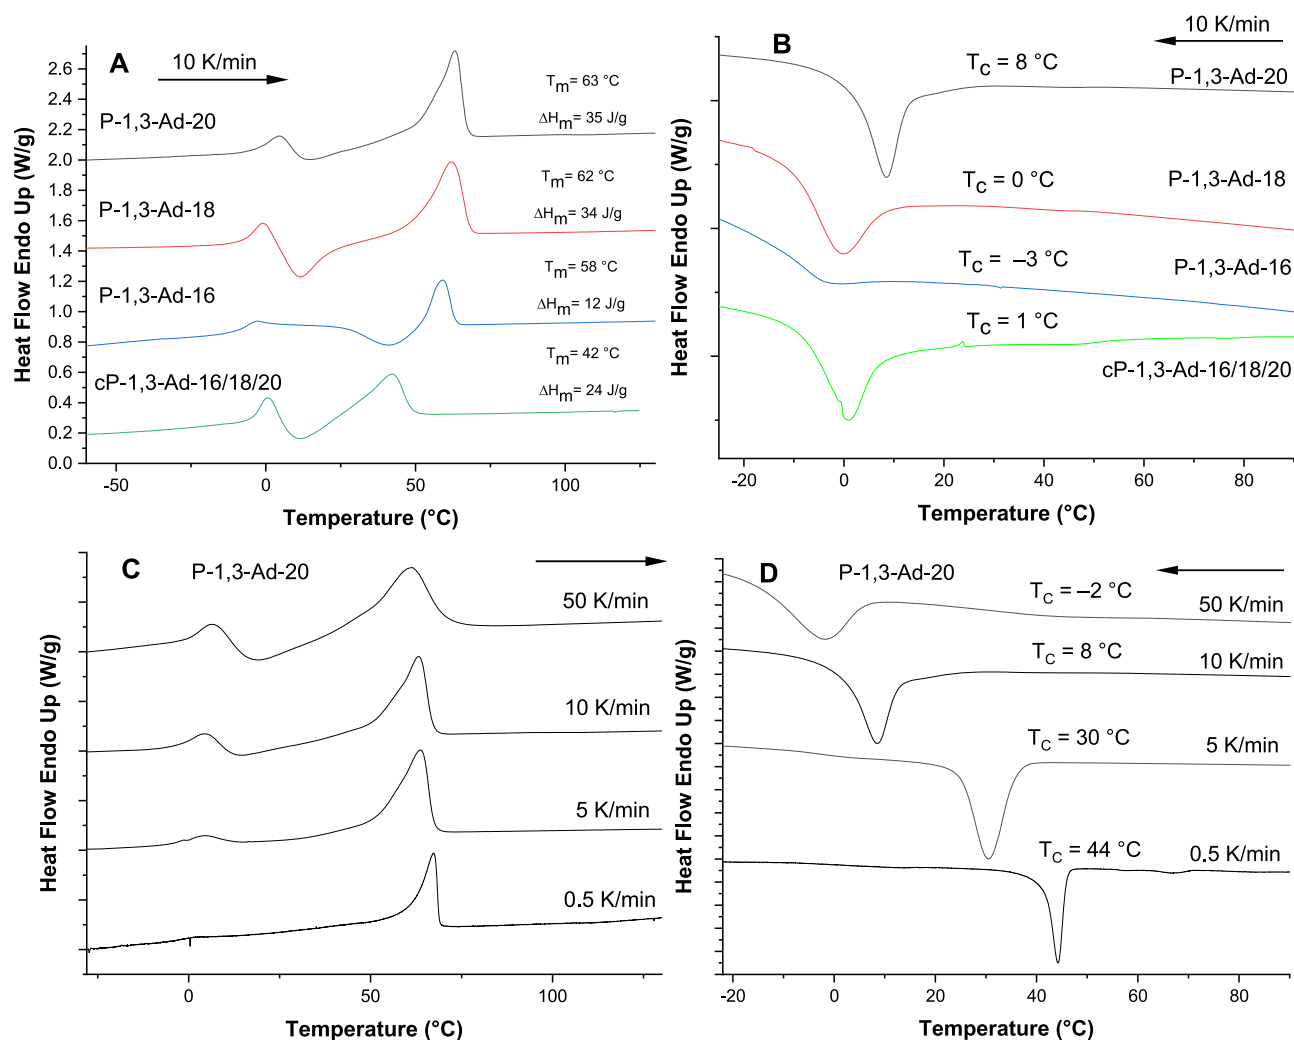 A
10 K/min
P-1,3-Ad-20
Tm= 63 °C
ΔHm= 35 J/g
P-1,3-Ad-18
Tm= 62 °C
ΔHm= 34 J/g
P-1,3-Ad-16
Tm= 58 °C
ΔHm= 12 J/g
cP-1,3-Ad-16/18/20
Tm= 42 °C
ΔHm= 24 J/g
Heat Flow Endo Up (W/g)
2.6
2.4
2.2
2.0
1.8
1.6
1.4
1.2
1.0
0.8
0.6
0.4
0.2
0.0
-50 0 50 100
Temperature (°C)
B
10 K/min
TC = 8 °C
P-1,3-Ad-20
TC = 0 °C
P-1,3-Ad-18
TC = –3 °C
P-1,3-Ad-16
TC = 1 °C
cP-1,3-Ad-16/18/20
Heat Flow Endo Up (W/g)
-20 0 20 40 60 80
Temperature (°C)
C
P-1,3-Ad-20
50 K/min
10 K/min
5 K/min
0.5 K/min
Heat Flow Endo Up (W/g)
0 50 100
Temperature (°C)
D
P-1,3-Ad-20
TC = –2 °C
50 K/min
TC = 8 °C
10 K/min
TC = 30 °C
5 K/min
TC = 44 °C
0.5 K/min
Heat Flow Endo Up (W/g)
-20 0 20 40 60 80
Temperature (°C)